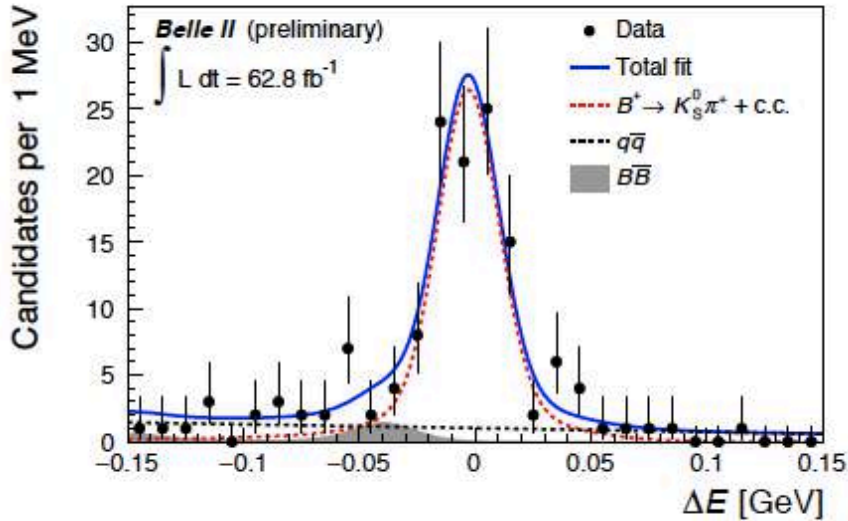 Candidates per 1 MeV
30
25
20
15
10
5
0
Belle II (preliminary)
∫ L dt = 62.8 fb⁻¹
Data
Total fit
B⁺ → K⁰_S π⁺ + c.c.
qq̅
BB̅
−0.15 −0.1 −0.05 0 0.05 0.1 0.15
ΔE [GeV]